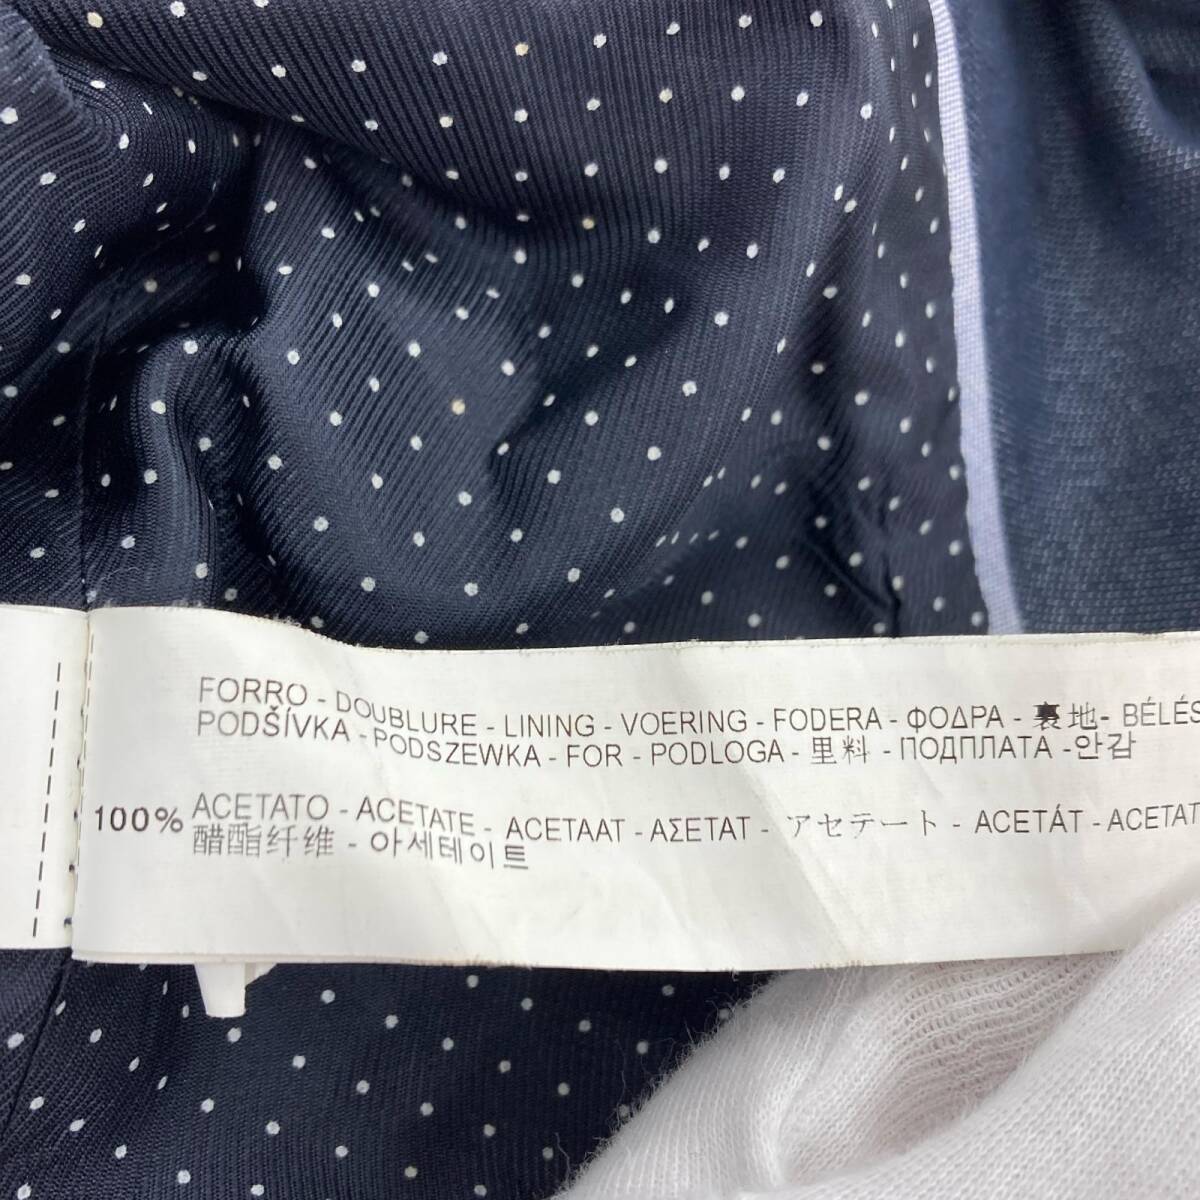 FORRO - DOUBLURE - LINING - VOERING - FODERA - ΦΟΔΡΑ - 裏地- BÉLÉS
PODŠÍVKA - PODSZEWKA - FOR - PODLOGA - 里料 - ПОДПЛАТА -안감
100% ACETATO - ACETATE - ACETAAT - ΑΣΕΤΑΤ - アセテート - ACETÁT - ACETAT
醋酯纤维 - 아세테이트